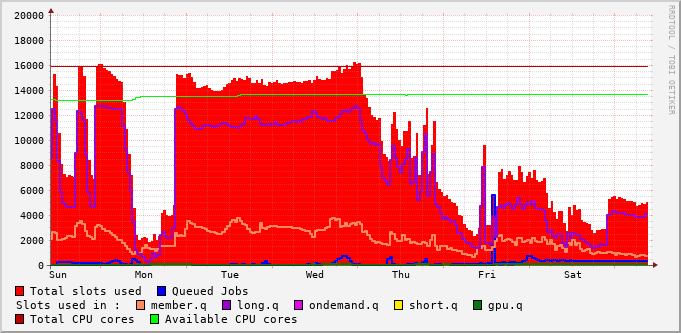 20000
18000
16000
14000
12000
10000
8000
6000
4000
2000
0
Sun Mon Tue Wed Thu Fri Sat
RRDTOOL / TOBI OETIKER
Total slots used Queued Jobs
Slots used in : member.q long.q ondemand.q short.q gpu.q
Total CPU cores Available CPU cores